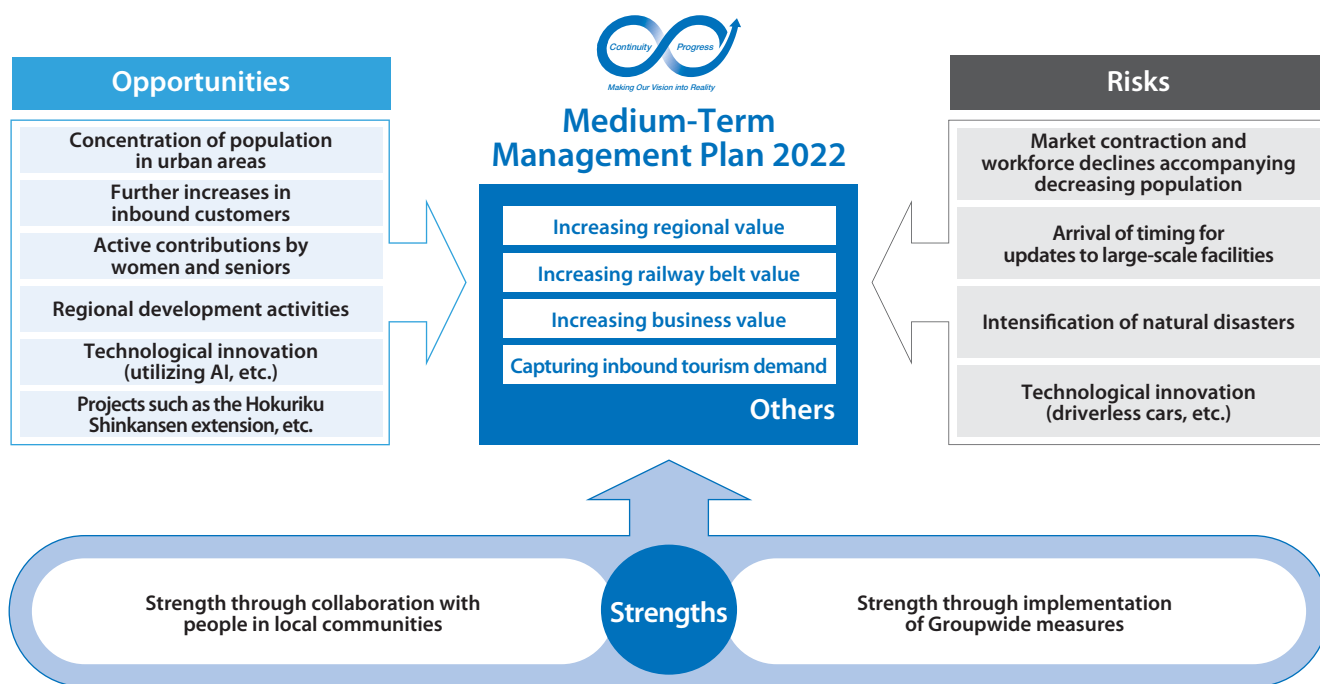 Continuity
Progress
Making Our Vision into Reality
Medium-Term
Management Plan 2022
Opportunities
Concentration of population
in urban areas
Further increases in
inbound customers
Active contributions by
women and seniors
Regional development activities
Technological innovation
(utilizing AI, etc.)
Projects such as the Hokuriku
Shinkansen extension, etc.
Increasing regional value
Increasing railway belt value
Increasing business value
Capturing inbound tourism demand
Others
Risks
Market contraction and
workforce declines accompanying
decreasing population
Arrival of timing for
updates to large-scale facilities
Intensification of natural disasters
Technological innovation
(driverless cars, etc.)
Strength through collaboration with
people in local communities
Strengths
Strength through implementation
of Groupwide measures